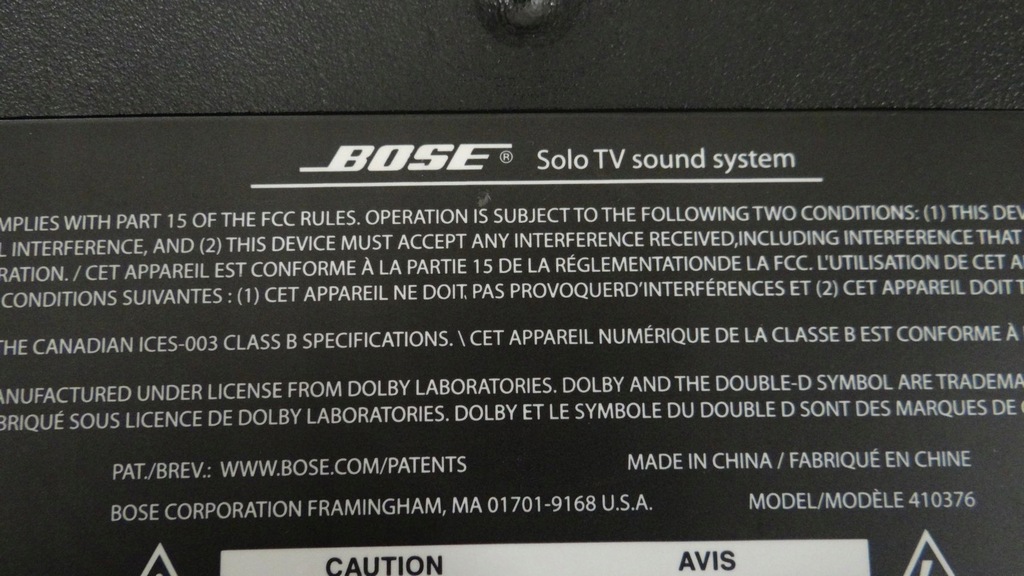 BOSE® Solo TV sound system
MPLIES WITH PART 15 OF THE FCC RULES. OPERATION IS SUBJECT TO THE FOLLOWING TWO CONDITIONS: (1) THIS DEV
L INTERFERENCE, AND (2) THIS DEVICE MUST ACCEPT ANY INTERFERENCE RECEIVED,INCLUDING INTERFERENCE THAT
RATION. / CET APPAREIL EST CONFORME À LA PARTIE 15 DE LA RÉGLEMENTATIONDE LA FCC. L'UTILISATION DE CET A
CONDITIONS SUIVANTES : (1) CET APPAREIL NE DOIT PAS PROVOQUERD'INTERFÉRENCES ET (2) CET APPAREIL DOIT T
THE CANADIAN ICES-003 CLASS B SPECIFICATIONS. \ CET APPAREIL NUMÉRIQUE DE LA CLASSE B EST CONFORME À
ANUFACTURED UNDER LICENSE FROM DOLBY LABORATORIES. DOLBY AND THE DOUBLE-D SYMBOL ARE TRADEMA
BRIQUÉ SOUS LICENCE DE DOLBY LABORATORIES. DOLBY ET LE SYMBOLE DU DOUBLE D SONT DES MARQUES DE
PAT./BREV.: WWW.BOSE.COM/PATENTS MADE IN CHINA / FABRIQUÉ EN CHINE
BOSE CORPORATION FRAMINGHAM, MA 01701-9168 U.S.A. MODEL/MODÈLE 410376
CAUTION AVIS